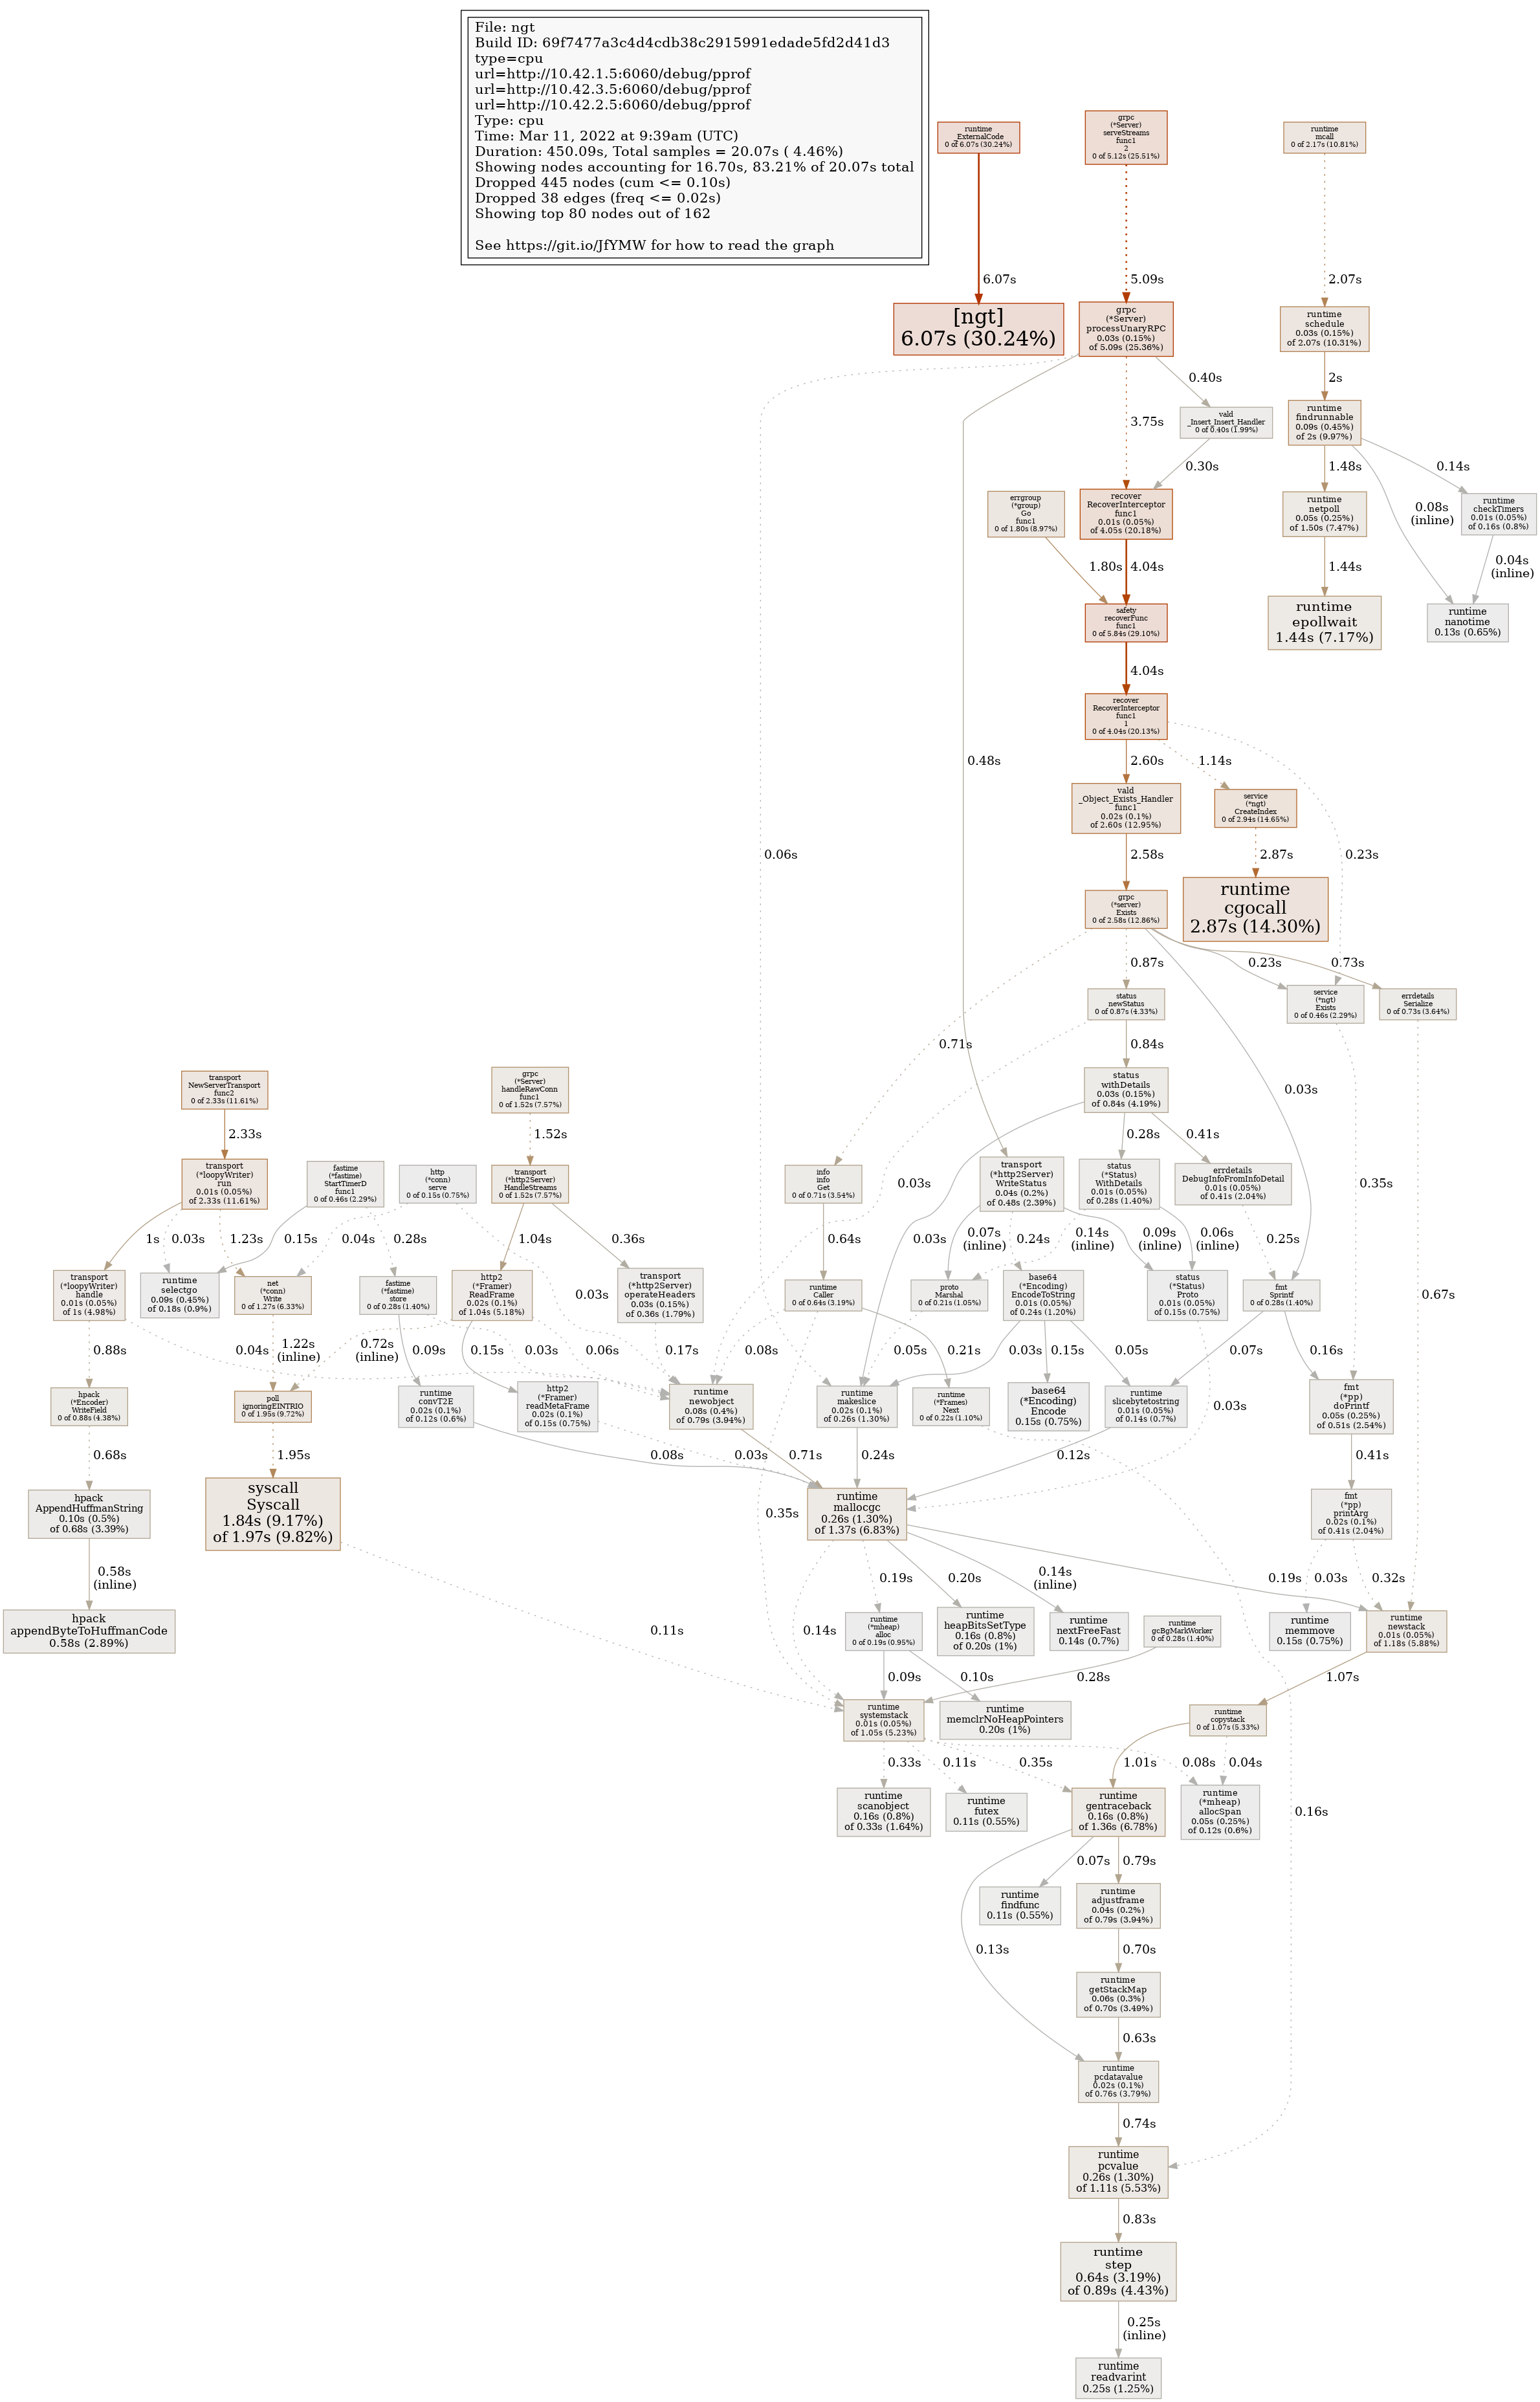 File: ngt
Build ID: 69f7477a3c4d4cdb38c2915991edade5fd2d41d3
type=cpu
url=http://10.42.1.5:6060/debug/pprof
url=http://10.42.3.5:6060/debug/pprof
url=http://10.42.2.5:6060/debug/pprof
Type: cpu
Time: Mar 11, 2022 at 9:39am (UTC)
Duration: 450.09s, Total samples = 20.07s ( 4.46%)
Showing nodes accounting for 16.70s, 83.21% of 20.07s total
Dropped 445 nodes (cum <= 0.10s)
Dropped 38 edges (freq <= 0.02s)
Showing top 80 nodes out of 162
See https://git.io/JfYMW for how to read the graph
runtime
_ExternalCode
0 of 6.07s (30.24%)
grpc
(*Server)
serveStreams
func1
2
0 of 5.12s (25.51%)
runtime
mcall
0 of 2.17s (10.81%)
6.07s
5.09s
2.07s
[ngt]
6.07s (30.24%)
grpc
(*Server)
processUnaryRPC
0.03s (0.15%)
of 5.09s (25.36%)
runtime
schedule
0.03s (0.15%)
of 2.07s (10.31%)
0.40s
2s
vald
_Insert_Insert_Handler
0 of 0.40s (1.99%)
3.75s
runtime
findrunnable
0.09s (0.45%)
of 2s (9.97%)
0.30s
1.48s
0.14s
0.08s
(inline)
errgroup
(*group)
Go
func1
0 of 1.80s (8.97%)
recover
RecoverInterceptor
func1
0.01s (0.05%)
of 4.05s (20.18%)
runtime
netpoll
0.05s (0.25%)
of 1.50s (7.47%)
runtime
checkTimers
0.01s (0.05%)
of 0.16s (0.8%)
1.80s
4.04s
1.44s
0.04s
(inline)
safety
recoverFunc
func1
0 of 5.84s (29.10%)
runtime
epollwait
1.44s (7.17%)
runtime
nanotime
0.13s (0.65%)
4.04s
recover
RecoverInterceptor
func1
1
0 of 4.04s (20.13%)
0.48s
2.60s
1.14s
vald
_Object_Exists_Handler
func1
0.02s (0.1%)
of 2.60s (12.95%)
service
(*ngt)
CreateIndex
0 of 2.94s (14.65%)
0.06s
2.58s
2.87s
0.23s
grpc
(*server)
Exists
0 of 2.58s (12.86%)
runtime
cgocall
2.87s (14.30%)
0.87s
0.23s
0.73s
status
newStatus
0 of 0.87s (4.33%)
service
(*ngt)
Exists
0 of 0.46s (2.29%)
errdetails
Serialize
0 of 0.73s (3.64%)
0.71s
0.84s
0.03s
transport
NewServerTransport
func2
0 of 2.33s (11.61%)
grpc
(*Server)
handleRawConn
func1
0 of 1.52s (7.57%)
status
withDetails
0.03s (0.15%)
of 0.84s (4.19%)
2.33s
1.52s
0.28s
0.41s
transport
(*loopyWriter)
run
0.01s (0.05%)
of 2.33s (11.61%)
fastime
(*fastime)
StartTimerD
func1
0 of 0.46s (2.29%)
http
(*conn)
serve
0 of 0.15s (0.75%)
transport
(*http2Server)
HandleStreams
0 of 1.52s (7.57%)
info
info
Get
0 of 0.71s (3.54%)
0.03s
transport
(*http2Server)
WriteStatus
0.04s (0.2%)
of 0.48s (2.39%)
status
(*Status)
WithDetails
0.01s (0.05%)
of 0.28s (1.40%)
errdetails
DebugInfoFromInfoDetail
0.01s (0.05%)
of 0.41s (2.04%)
0.35s
1s
0.03s
1.23s
0.15s
0.04s
0.28s
1.04s
0.36s
0.64s
0.03s
0.07s
(inline)
0.24s
0.14s
(inline)
0.09s
(inline)
0.06s
(inline)
0.25s
transport
(*loopyWriter)
handle
0.01s (0.05%)
of 1s (4.98%)
runtime
selectgo
0.09s (0.45%)
of 0.18s (0.9%)
net
(*conn)
Write
0 of 1.27s (6.33%)
fastime
(*fastime)
store
0 of 0.28s (1.40%)
http2
(*Framer)
ReadFrame
0.02s (0.1%)
of 1.04s (5.18%)
0.03s
transport
(*http2Server)
operateHeaders
0.03s (0.15%)
of 0.36s (1.79%)
runtime
Caller
0 of 0.64s (3.19%)
proto
Marshal
0 of 0.21s (1.05%)
base64
(*Encoding)
EncodeToString
0.01s (0.05%)
of 0.24s (1.20%)
status
(*Status)
Proto
0.01s (0.05%)
of 0.15s (0.75%)
fmt
Sprintf
0 of 0.28s (1.40%)
0.67s
0.88s
0.04s
1.22s
(inline)
0.72s
(inline)
0.09s
0.03s
0.15s
0.06s
0.17s
0.08s
0.05s
0.21s
0.03s
0.15s
0.05s
0.07s
0.16s
hpack
(*Encoder)
WriteField
0 of 0.88s (4.38%)
poll
ignoringEINTRIO
0 of 1.95s (9.72%)
runtime
convT2E
0.02s (0.1%)
of 0.12s (0.6%)
http2
(*Framer)
readMetaFrame
0.02s (0.1%)
of 0.15s (0.75%)
runtime
newobject
0.08s (0.4%)
of 0.79s (3.94%)
runtime
makeslice
0.02s (0.1%)
of 0.26s (1.30%)
runtime
(*Frames)
Next
0 of 0.22s (1.10%)
base64
(*Encoding)
Encode
0.15s (0.75%)
runtime
slicebytetostring
0.01s (0.05%)
of 0.14s (0.7%)
0.03s
fmt
(*pp)
doPrintf
0.05s (0.25%)
of 0.51s (2.54%)
0.68s
1.95s
0.08s
0.03s
0.71s
0.24s
0.12s
0.41s
hpack
AppendHuffmanString
0.10s (0.5%)
of 0.68s (3.39%)
syscall
Syscall
1.84s (9.17%)
of 1.97s (9.82%)
0.35s
runtime
mallocgc
0.26s (1.30%)
of 1.37s (6.83%)
fmt
(*pp)
printArg
0.02s (0.1%)
of 0.41s (2.04%)
0.58s
(inline)
0.19s
0.20s
0.14s
(inline)
0.19s
0.03s
0.32s
hpack
appendByteToHuffmanCode
0.58s (2.89%)
0.11s
0.14s
runtime
(*mheap)
alloc
0 of 0.19s (0.95%)
runtime
heapBitsSetType
0.16s (0.8%)
of 0.20s (1%)
runtime
nextFreeFast
0.14s (0.7%)
runtime
gcBgMarkWorker
0 of 0.28s (1.40%)
runtime
memmove
0.15s (0.75%)
runtime
newstack
0.01s (0.05%)
of 1.18s (5.88%)
0.09s
0.10s
0.28s
1.07s
runtime
systemstack
0.01s (0.05%)
of 1.05s (5.23%)
runtime
memclrNoHeapPointers
0.20s (1%)
runtime
copystack
0 of 1.07s (5.33%)
0.33s
0.11s
0.35s
1.01s
0.08s
0.04s
runtime
scanobject
0.16s (0.8%)
of 0.33s (1.64%)
runtime
futex
0.11s (0.55%)
runtime
gentraceback
0.16s (0.8%)
of 1.36s (6.78%)
runtime
(*mheap)
allocSpan
0.05s (0.25%)
of 0.12s (0.6%)
0.16s
0.07s
0.79s
runtime
findfunc
0.11s (0.55%)
runtime
adjustframe
0.04s (0.2%)
of 0.79s (3.94%)
0.13s
0.70s
runtime
getStackMap
0.06s (0.3%)
of 0.70s (3.49%)
0.63s
runtime
pcdatavalue
0.02s (0.1%)
of 0.76s (3.79%)
0.74s
runtime
pcvalue
0.26s (1.30%)
of 1.11s (5.53%)
0.83s
runtime
step
0.64s (3.19%)
of 0.89s (4.43%)
0.25s
(inline)
runtime
readvarint
0.25s (1.25%)